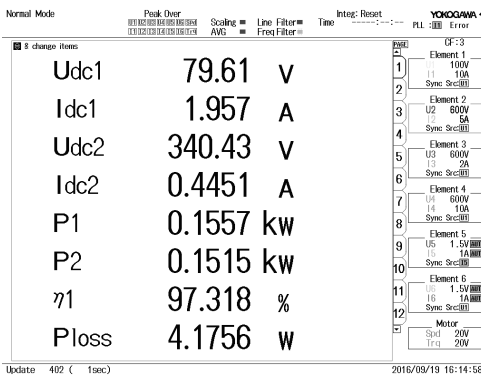 Normal Mode
Peak Over
U1 U2 U3 U4 U5 U6 Spd
I1 I2 I3 I4 I5 I6 Trq
Scaling
AVG
Line Filter
Freq Filter
Time
Integ: Reset
-----:--:--
YOKOGAWA
PLL : U1 Error
8 change items
Udc1 79.61 V
Idc1 1.957 A
Udc2 340.43 V
Idc2 0.4451 A
P1 0.1557 kW
P2 0.1515 kW
η1 97.318 %
Ploss 4.1756 W
PAGE
1
2
3
4
5
6
7
8
9
10
11
12
CF:3
Element 1
U1 100V
I1 10A
Sync Src:U1
Element 2
U2 600V
I2 5A
Sync Src:U1
Element 3
U3 600V
I3 2A
Sync Src:U1
Element 4
U4 600V
I4 10A
Sync Src:U1
Element 5
U5 1.5V
I5 1A
Sync Src:I5
Element 6
U6 1.5V
I6 1A
Sync Src:U1
Motor
Spd 20V
Trq 20V
Update 402 ( 1sec)
2016/09/19 16:14:58